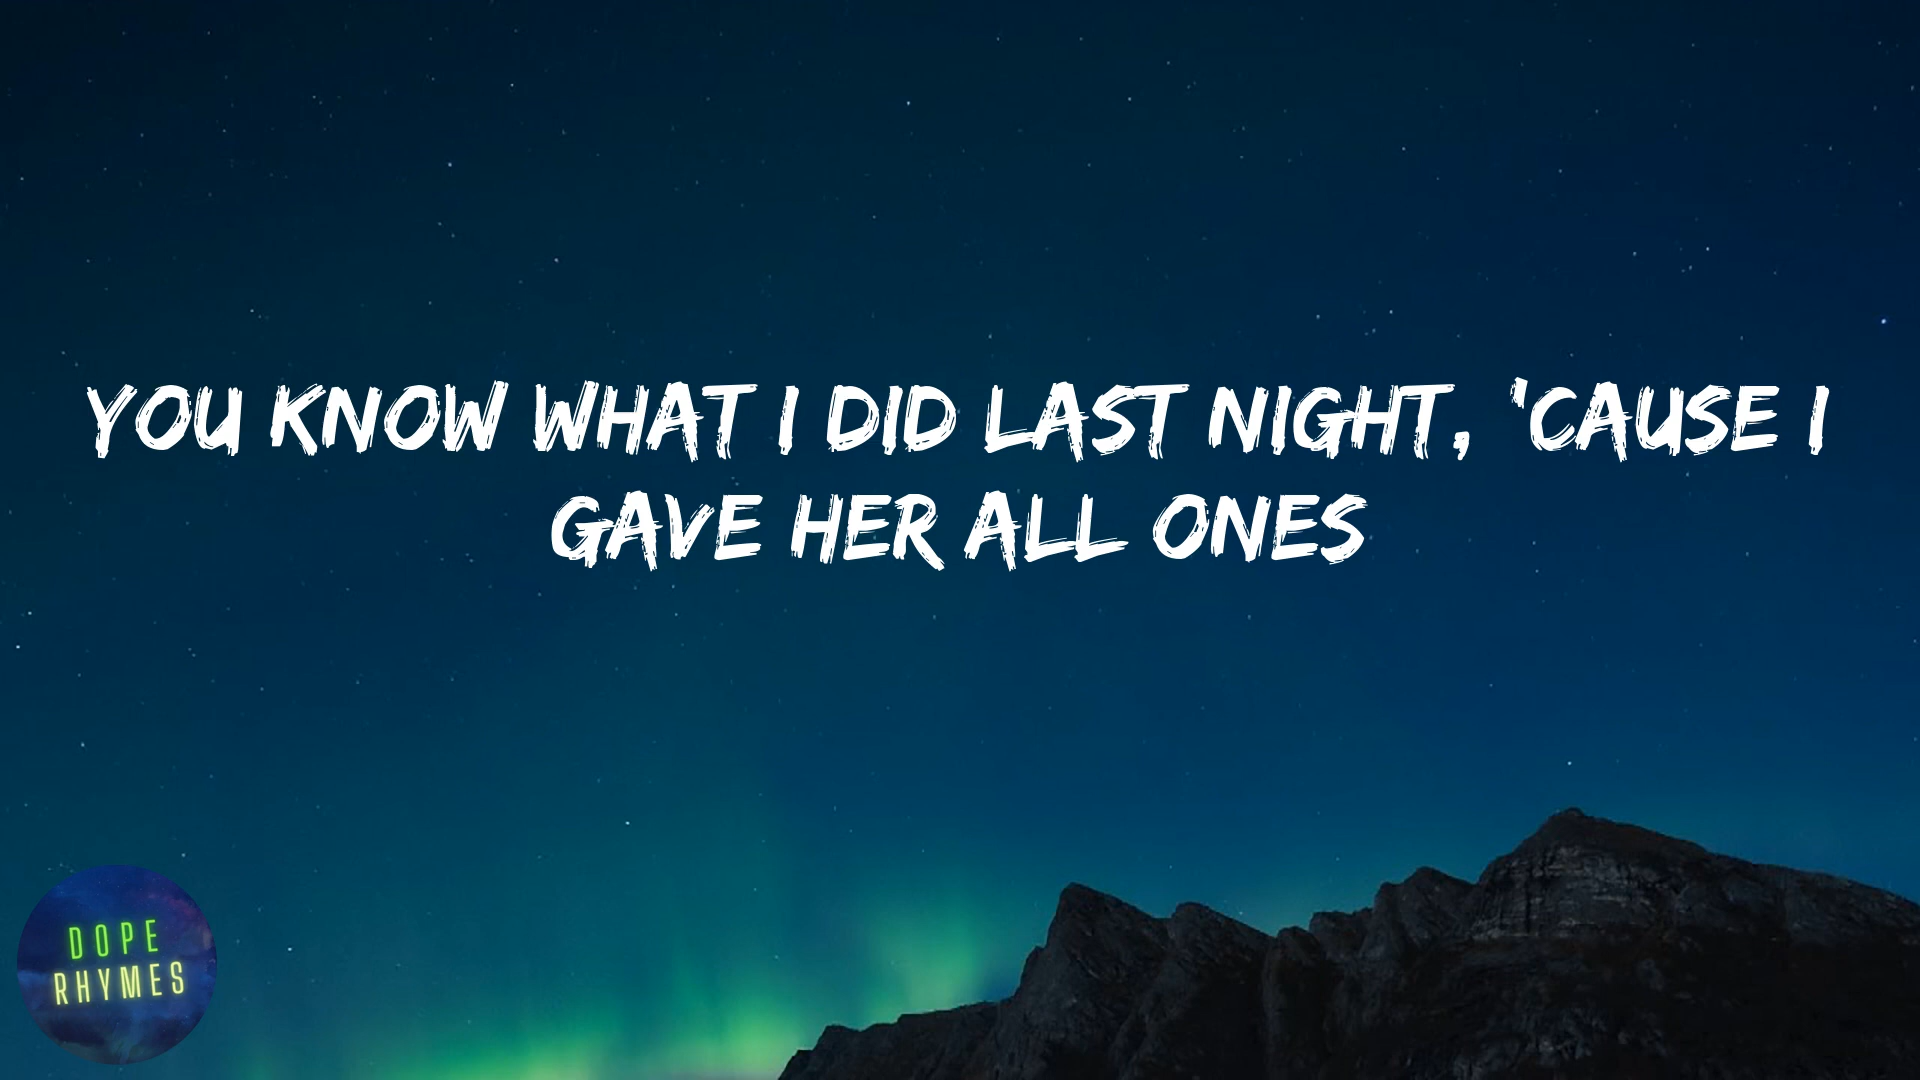 YOU KNOW WHAT I DID LAST NIGHT, 'CAUSE I
GAVE HER ALL ONES
DOPE
RHYMES